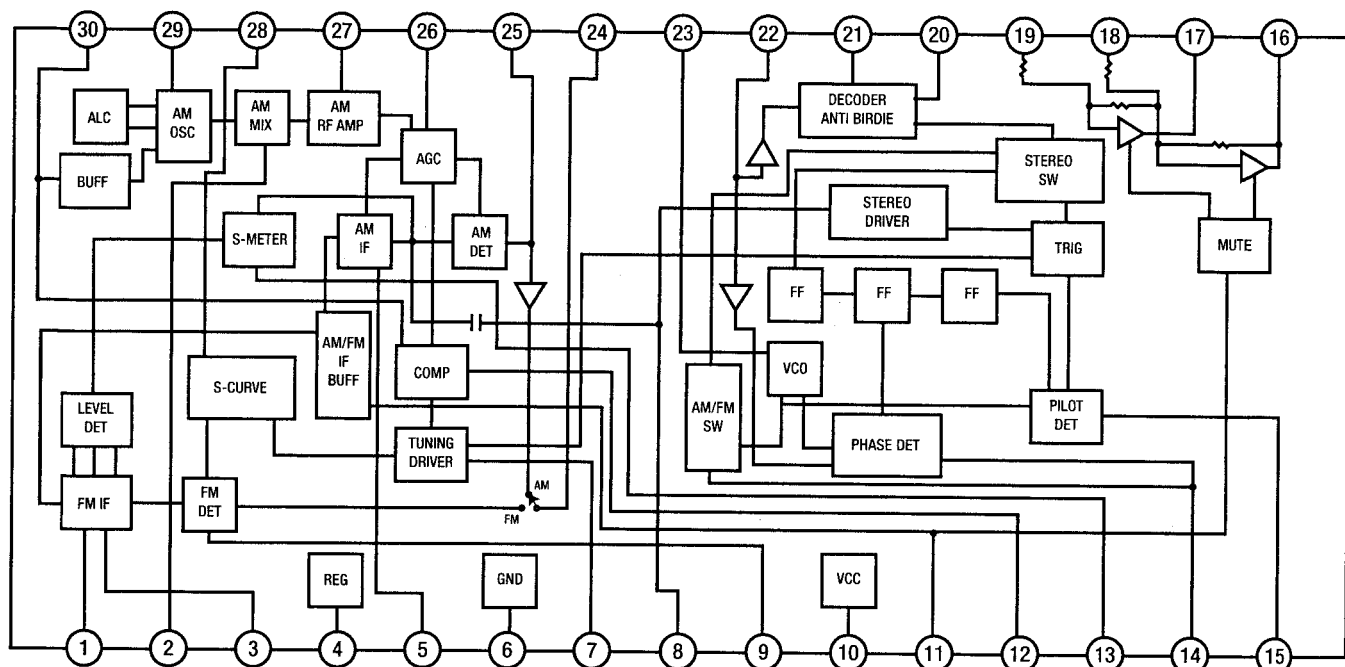 30 29 28 27 26 25 24 23 22 21 20 19 18 17 16
ALC
AM
OSC
AM
MIX
AM
RF AMP
DECODER
ANTI BIRDIE
AGC
STEREO
SW
BUFF
STEREO
DRIVER
S-METER
AM
IF
AM
DET
TRIG
MUTE
FF
FF
FF
AM/FM
IF
BUFF
COMP
VCO
S-CURVE
AM/FM
SW
PILOT
DET
LEVEL
DET
TUNING
DRIVER
PHASE DET
AM
FM IF
FM
DET
FM
REG
GND
VCC
1 2 3 4 5 6 7 8 9 10 11 12 13 14 15